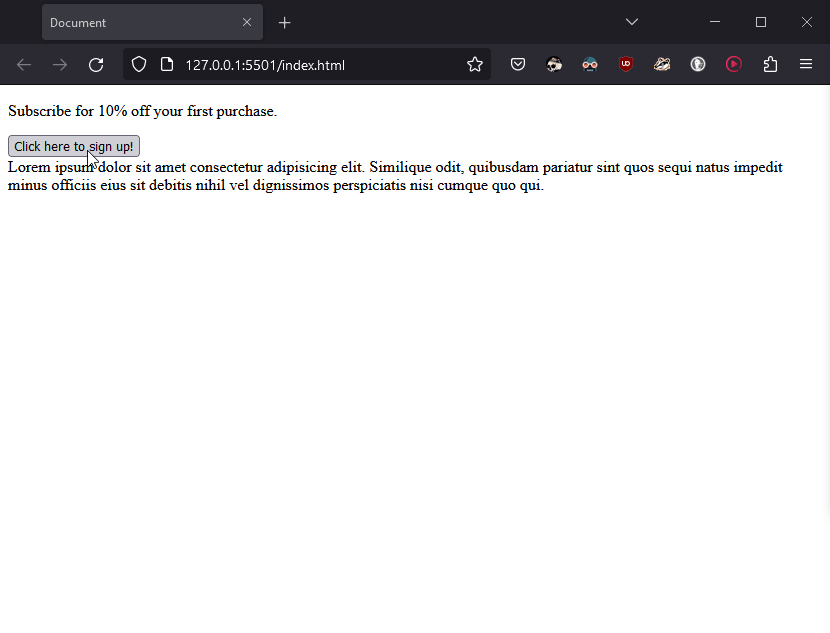 Document
127.0.0.1:5501/index.html
Subscribe for 10% off your first purchase.
Click here to sign up!
Lorem ipsum dolor sit amet consectetur adipisicing elit. Similique odit, quibusdam pariatur sint quos sequi natus impedit
minus officiis eius sit debitis nihil vel dignissimos perspiciatis nisi cumque quo qui.